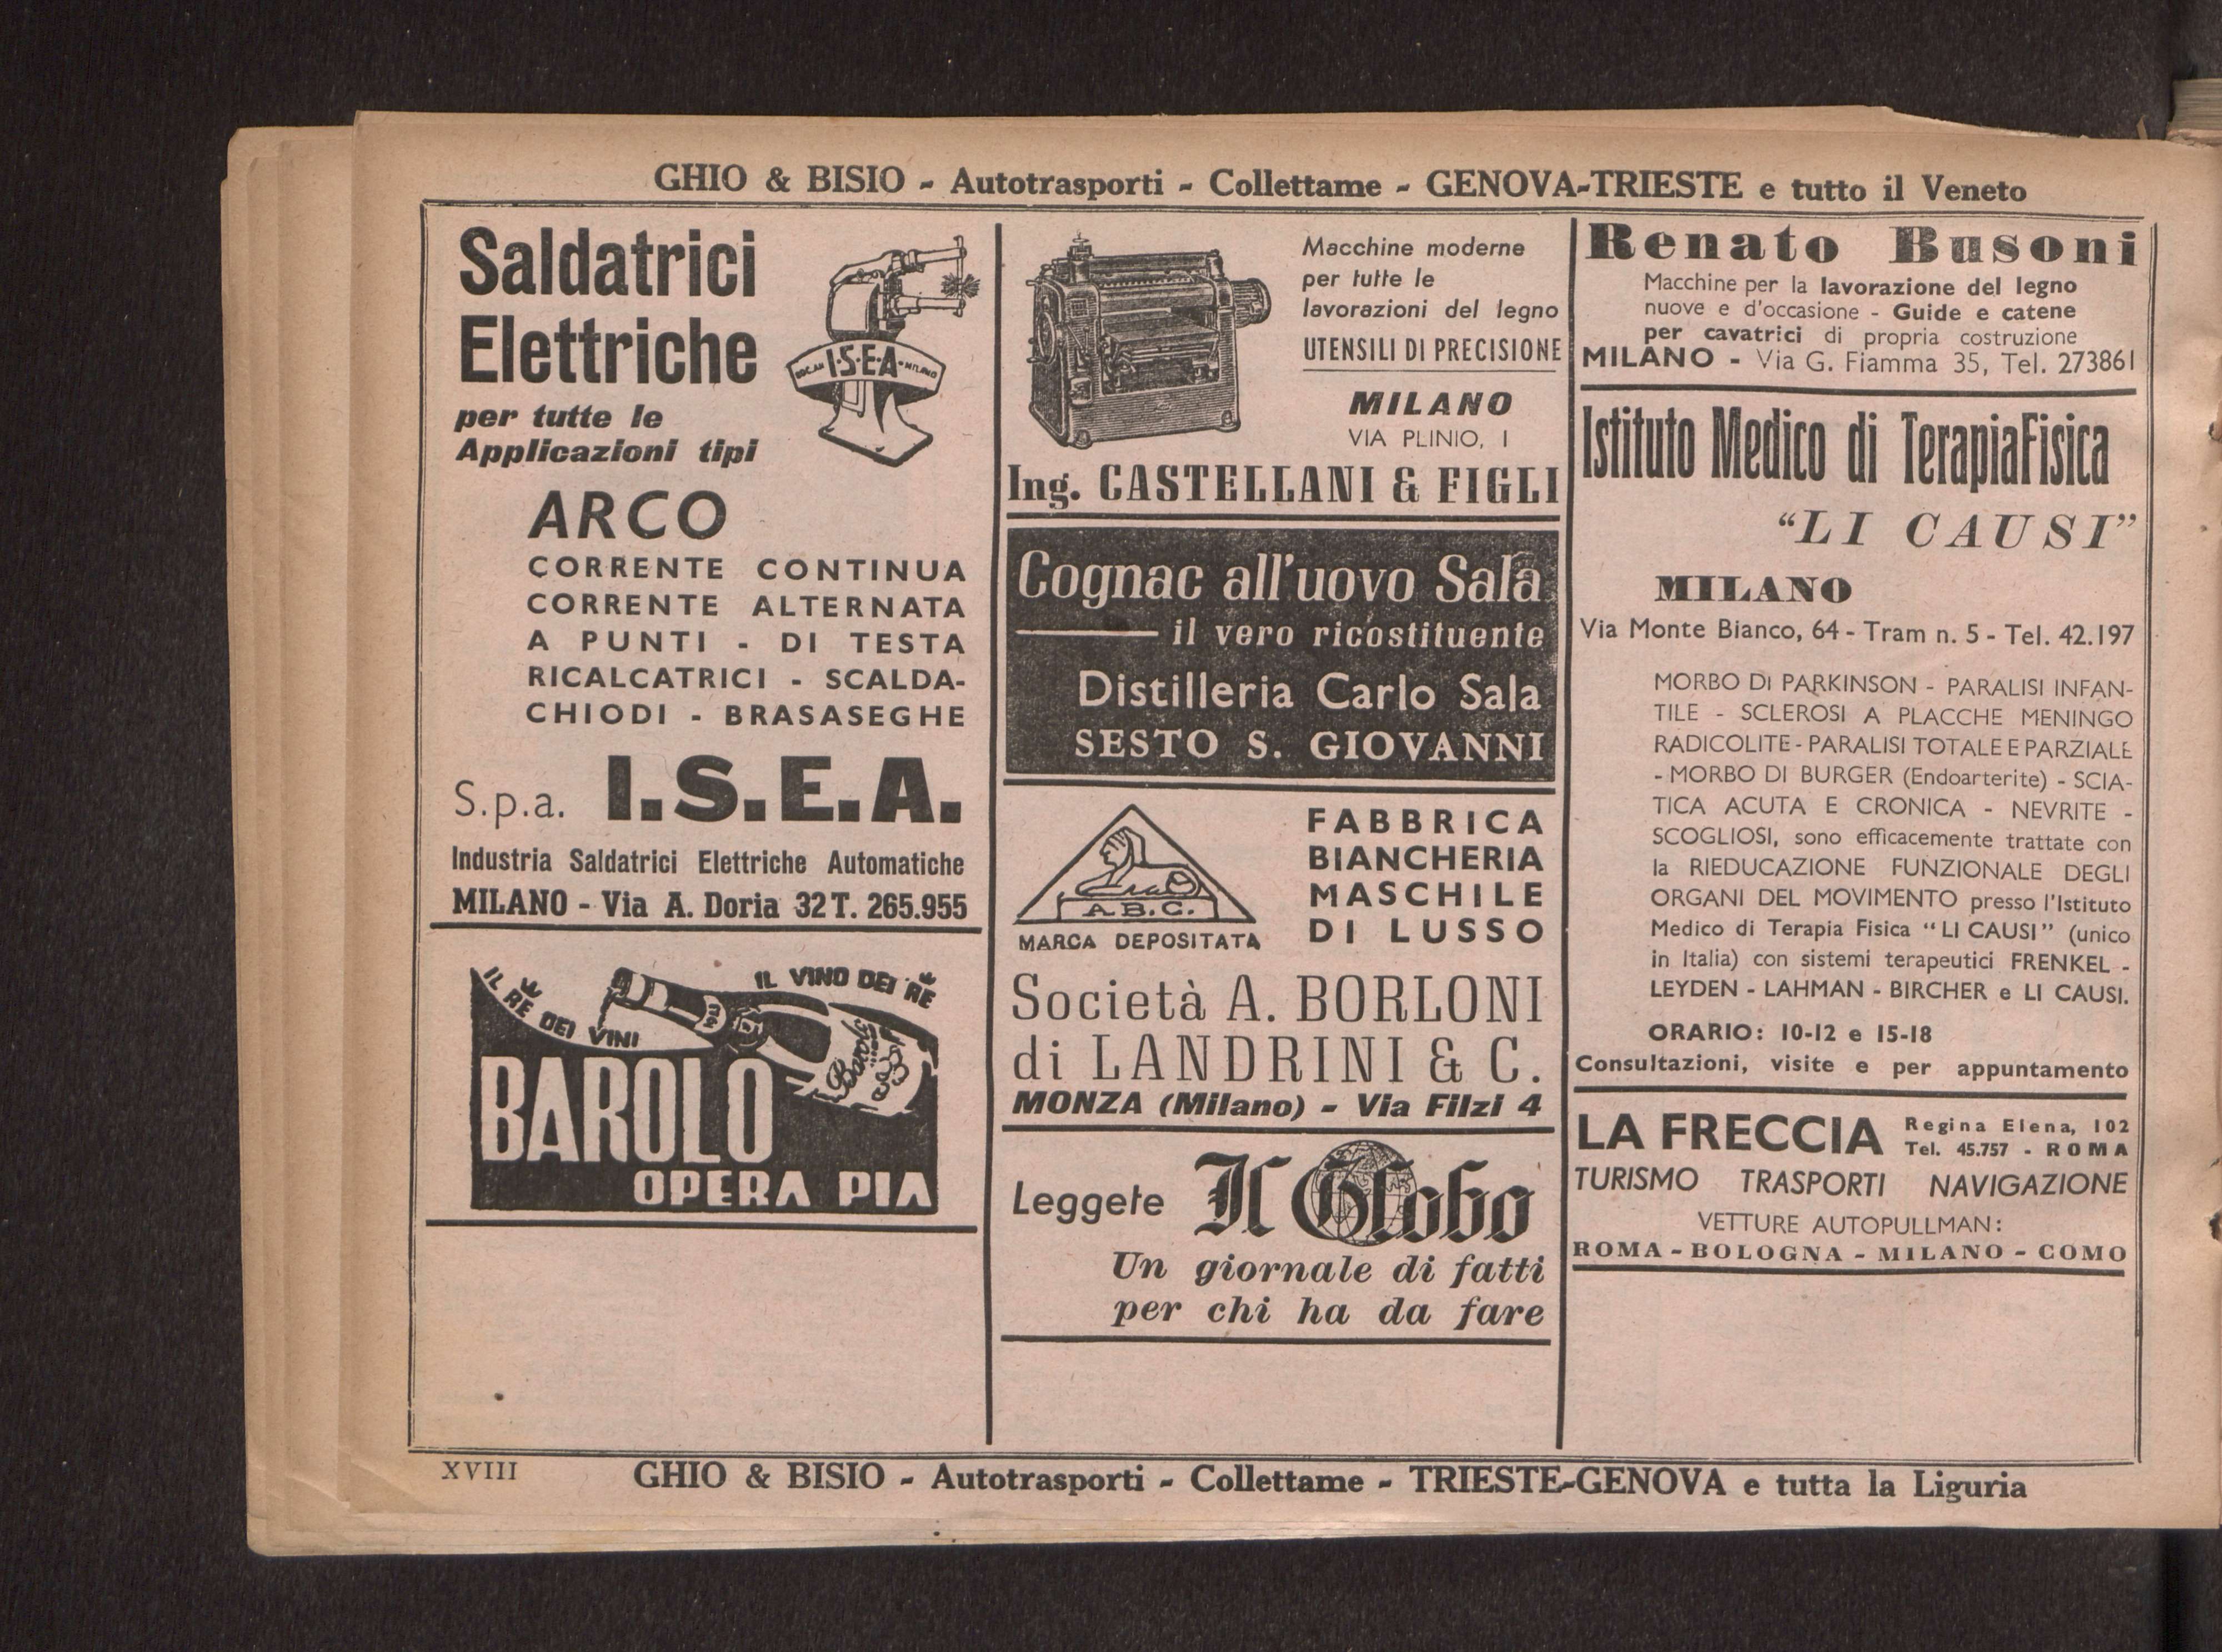 GHIO & BISIO - Autotrasporti - Collettame - GENOVA-TRIESTE e tutto il Veneto
Saldatrici
Elettriche
per tutte le
Applicazioni tipi
I·S·E·A· MILANO
ARCO
CORRENTE CONTINUA
CORRENTE ALTERNATA
A PUNTI - DI TESTA
RICALCATRICI - SCALDA-
CHIODI - BRASASEGHE
S.p.a. I.S.E.A.
Industria Saldatrici Elettriche Automatiche
MILANO - Via A. Doria 32 T. 265.955
IL RE DEI VINI
IL VINO DEI RE
Barolo
BAROLO
OPERA PIA
Macchine moderne
per tutte le
lavorazioni del legno
UTENSILI DI PRECISIONE
MILANO
VIA PLINIO, 1
Ing. CASTELLANI & FIGLI
Cognac all'uovo Sala
il vero ricostituente
Distilleria Carlo Sala
SESTO S. GIOVANNI
A.B.C.
MARCA DEPOSITATA
FABBRICA
BIANCHERIA
MASCHILE
DI LUSSO
Società A. BORLONI
di LANDRINI & C.
MONZA (Milano) - Via Filzi 4
Leggete Il Globo
Un giornale di fatti
per chi ha da fare
Renato Busoni
Macchine per la lavorazione del legno
nuove e d'occasione - Guide e catene
per cavatrici di propria costruzione
MILANO - Via G. Fiamma 35, Tel. 273861
Istituto Medico di TerapiaFisica
"LI CAUSI"
MILANO
Via Monte Bianco, 64 - Tram n. 5 - Tel. 42.197
MORBO DI PARKINSON - PARALISI INFAN-
TILE - SCLEROSI A PLACCHE MENINGO
RADICOLITE - PARALISI TOTALE E PARZIALE
- MORBO DI BURGER (Endoarterite) - SCIA-
TICA ACUTA E CRONICA - NEVRITE -
SCOGLIOSI, sono efficacemente trattate con
la RIEDUCAZIONE FUNZIONALE DEGLI
ORGANI DEL MOVIMENTO presso l'Istituto
Medico di Terapia Fisica "LI CAUSI" (unico
in Italia) con sistemi terapeutici FRENKEL -
LEYDEN - LAHMAN - BIRCHER e LI CAUSI.
ORARIO: 10-12 e 15-18
Consultazioni, visite e per appuntamento
LA FRECCIA Regina Elena, 102
Tel. 45.757 - ROMA
TURISMO TRASPORTI NAVIGAZIONE
VETTURE AUTOPULLMAN:
ROMA - BOLOGNA - MILANO - COMO
XVIII
GHIO & BISIO - Autotrasporti - Collettame - TRIESTE-GENOVA e tutta la Liguria